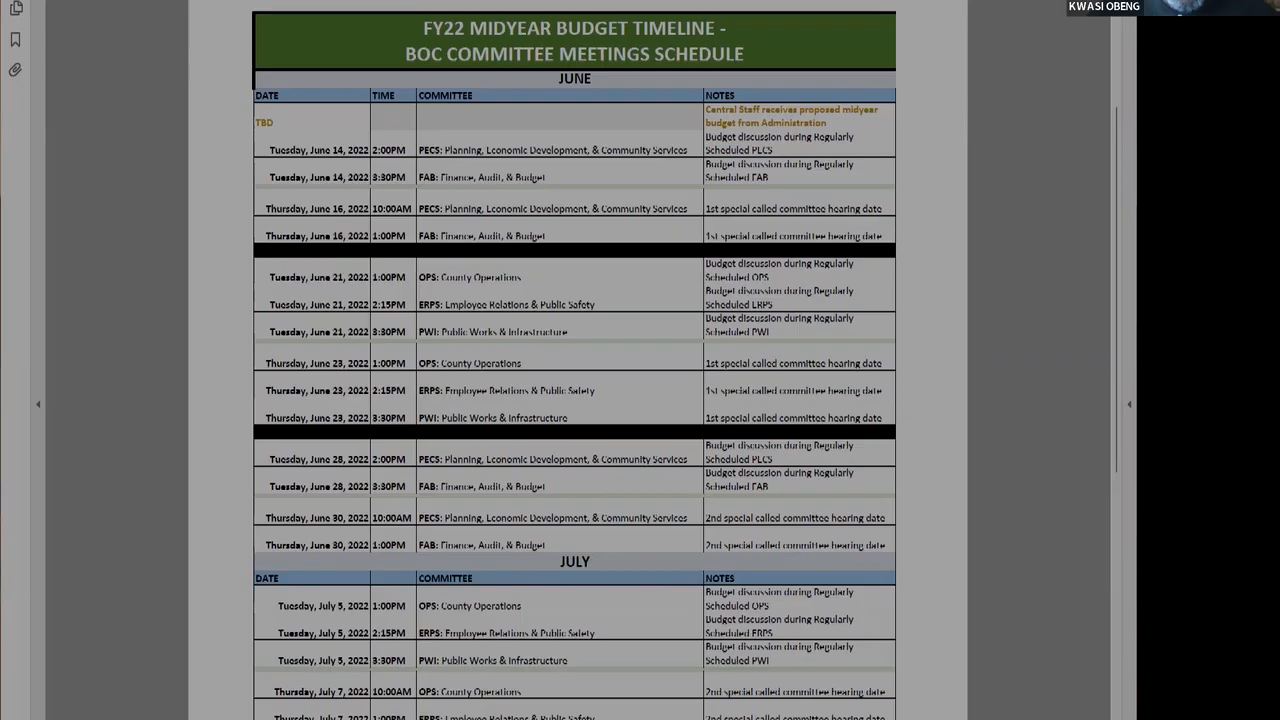 KWASI OBENG
FY22 MIDYEAR BUDGET TIMELINE -
BOC COMMITTEE MEETINGS SCHEDULE
JUNE
DATE TIME COMMITTEE NOTES
TBD Central Staff receives proposed midyear budget from Administration
Tuesday, June 14, 2022 2:00PM PECS: Planning, Economic Development, & Community Services Budget discussion during Regularly Scheduled PECS
Tuesday, June 14, 2022 3:30PM FAB: Finance, Audit, & Budget Budget discussion during Regularly Scheduled FAB
Thursday, June 16, 2022 10:00AM PECS: Planning, Economic Development, & Community Services 1st special called committee hearing date
Thursday, June 16, 2022 1:00PM FAB: Finance, Audit, & Budget 1st special called committee hearing date
Tuesday, June 21, 2022 1:00PM OPS: County Operations Budget discussion during Regularly Scheduled OPS
Tuesday, June 21, 2022 2:15PM ERPS: Employee Relations & Public Safety Budget discussion during Regularly Scheduled ERPS
Tuesday, June 21, 2022 3:30PM PWI: Public Works & Infrastructure Budget discussion during Regularly Scheduled PWI
Thursday, June 23, 2022 1:00PM OPS: County Operations 1st special called committee hearing date
Thursday, June 23, 2022 2:15PM ERPS: Employee Relations & Public Safety 1st special called committee hearing date
Thursday, June 23, 2022 3:30PM PWI: Public Works & Infrastructure 1st special called committee hearing date
Tuesday, June 28, 2022 2:00PM PECS: Planning, Economic Development, & Community Services Budget discussion during Regularly Scheduled PECS
Tuesday, June 28, 2022 3:30PM FAB: Finance, Audit, & Budget Budget discussion during Regularly Scheduled FAB
Thursday, June 30, 2022 10:00AM PECS: Planning, Economic Development, & Community Services 2nd special called committee hearing date
Thursday, June 30, 2022 1:00PM FAB: Finance, Audit, & Budget 2nd special called committee hearing date
JULY
DATE COMMITTEE NOTES
Tuesday, July 5, 2022 1:00PM OPS: County Operations Budget discussion during Regularly Scheduled OPS
Tuesday, July 5, 2022 2:15PM ERPS: Employee Relations & Public Safety Budget discussion during Regularly Scheduled ERPS
Tuesday, July 5, 2022 3:30PM PWI: Public Works & Infrastructure Budget discussion during Regularly Scheduled PWI
Thursday, July 7, 2022 10:00AM OPS: County Operations 2nd special called committee hearing date
Thursday, July 7, 2022 1:00PM ERPS: Employee Relations & Public Safety 2nd special called committee hearing date